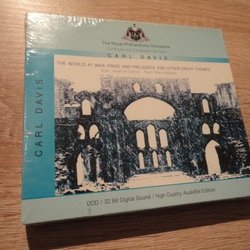 The Royal Philharmonic Orchestra
CARL DAVIS
THE WORLD AT WAR, PRIDE AND PREJUDICE AND OTHER GREAT THEMES
DDD / 32 Bit Digital Sound / High Quality Audiofile Edition
CARL DAVIS